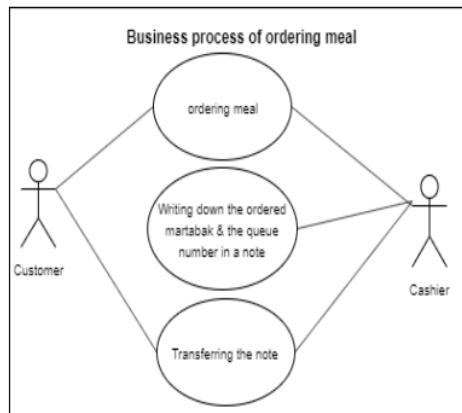 Business process of ordering meal
ordering meal
Writing down the ordered
martabak & the queue
number in a note
Customer
Cashier
Transferring the note